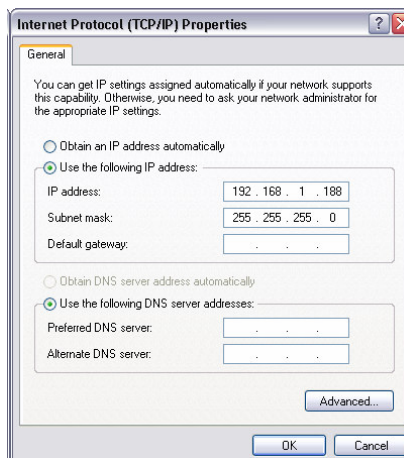 Internet Protocol (TCP/IP) Properties
General
You can get IP settings assigned automatically if your network supports
this capability. Otherwise, you need to ask your network administrator for
the appropriate IP settings.
Obtain an IP address automatically
Use the following IP address:
IP address: 192 . 168 . 1 . 188
Subnet mask: 255 . 255 . 255 . 0
Default gateway: . . .
Obtain DNS server address automatically
Use the following DNS server addresses:
Preferred DNS server: . . .
Alternate DNS server: . . .
Advanced...
OK Cancel